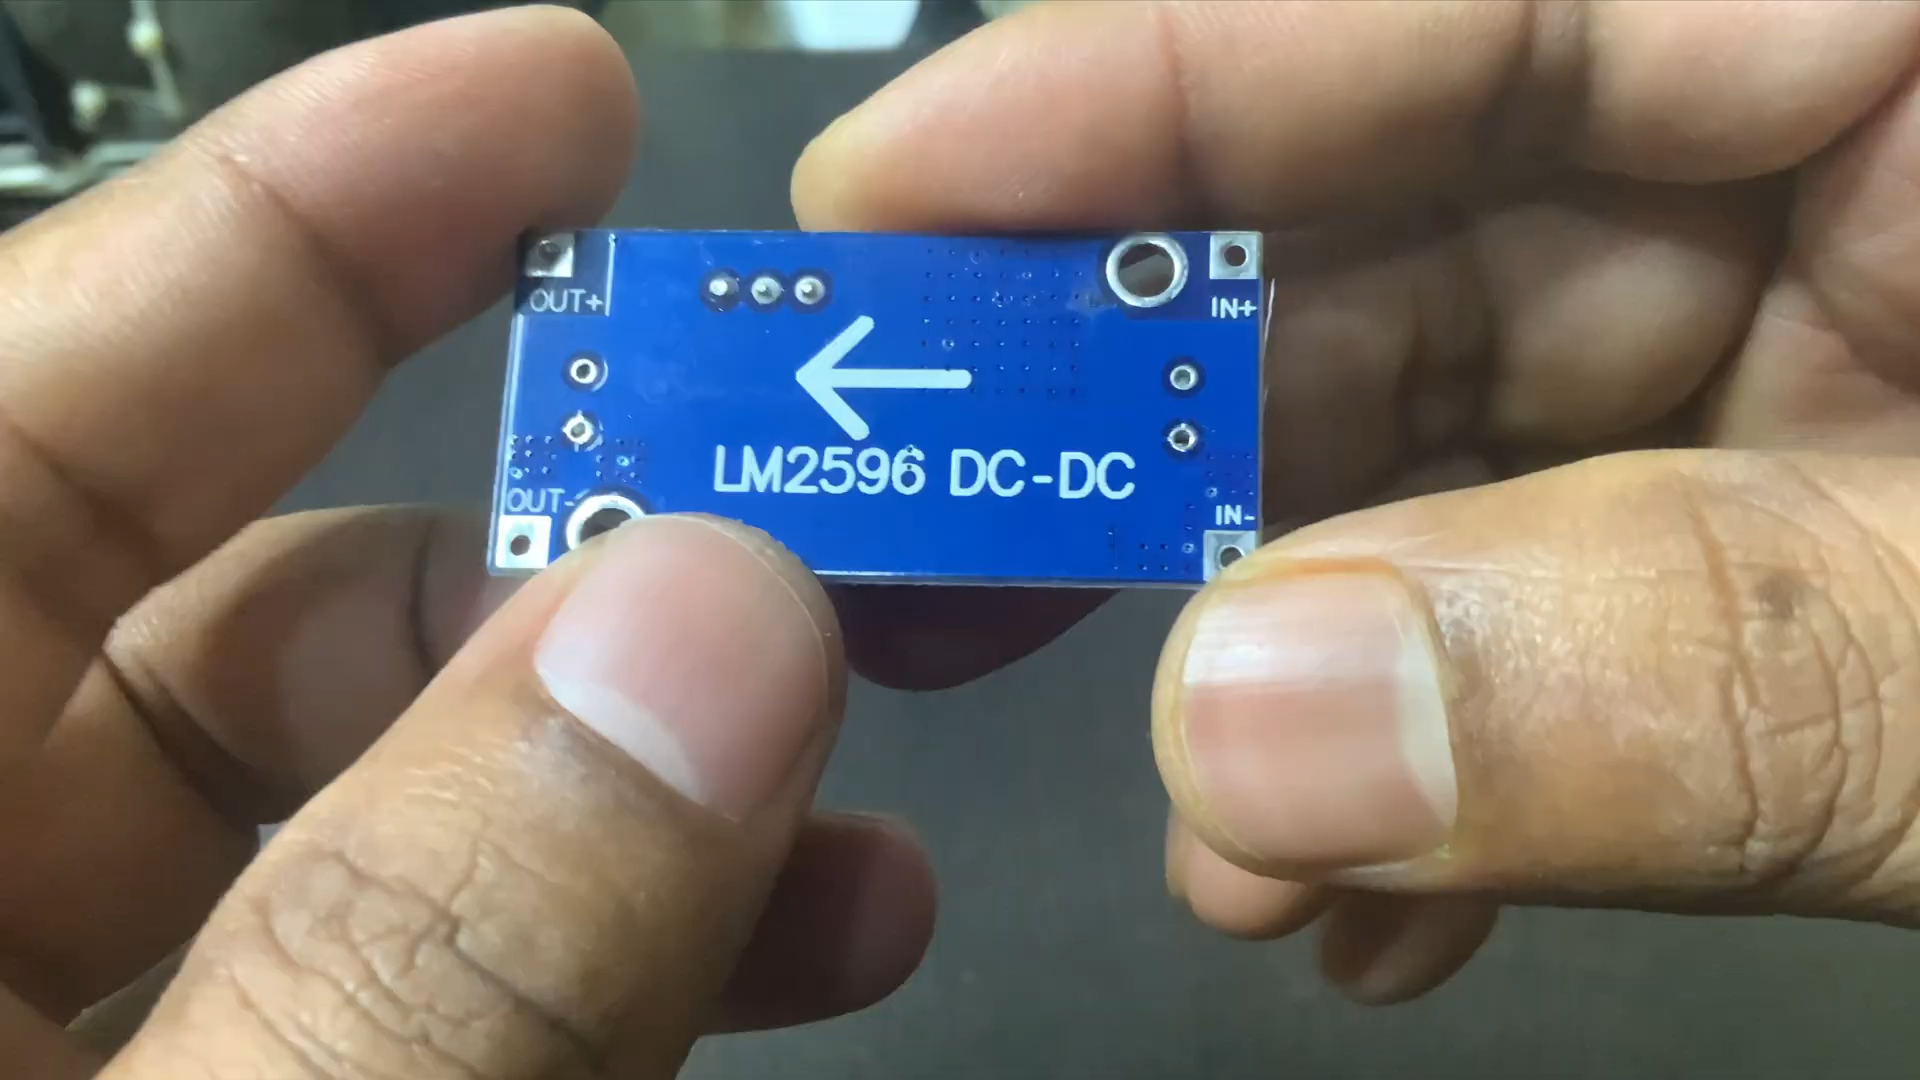 OUT+
IN+
LM2596 DC-DC
OUT-
IN-